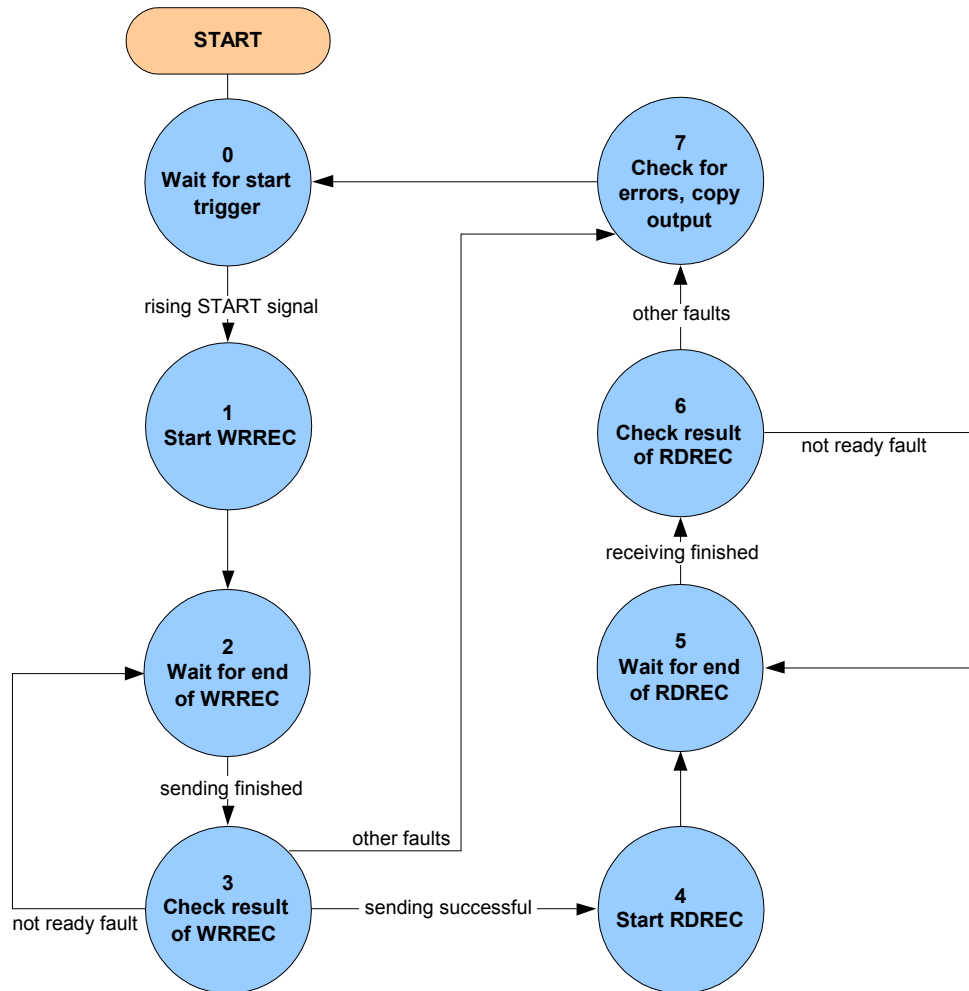 START
0
Wait for start
trigger
rising START signal
1
Start WRREC
2
Wait for end
of WRREC
sending finished
3
Check result
of WRREC
not ready fault
other faults
sending successful
4
Start RDREC
5
Wait for end
of RDREC
receiving finished
6
Check result
of RDREC
not ready fault
other faults
7
Check for
errors, copy
output